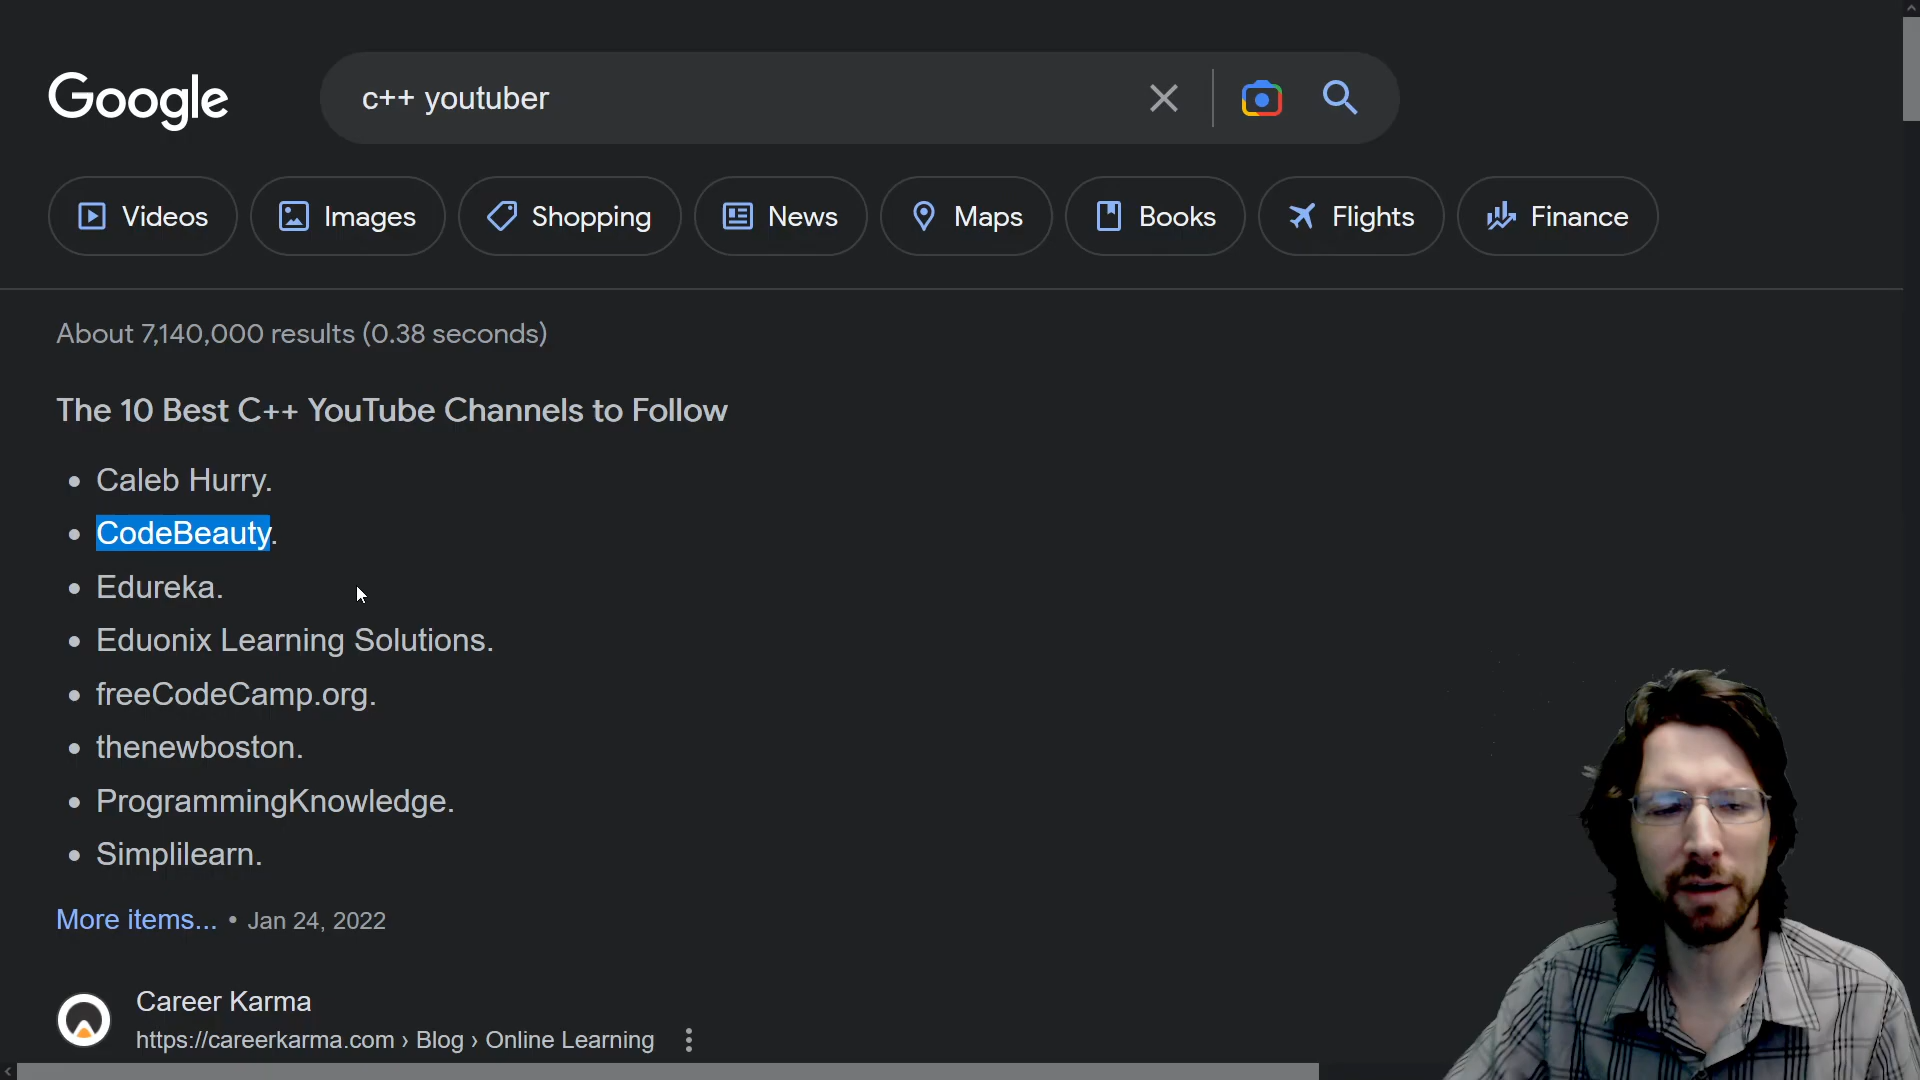 Google
c++ youtuber
Videos
Images
Shopping
News
Maps
Books
Flights
Finance
About 7,140,000 results (0.38 seconds)
The 10 Best C++ YouTube Channels to Follow
• Caleb Hurry.
• CodeBeauty.
• Edureka.
• Eduonix Learning Solutions.
• freeCodeCamp.org.
• thenewboston.
• ProgrammingKnowledge.
• Simplilearn.
More items... • Jan 24, 2022
Career Karma
https://careerkarma.com › Blog › Online Learning